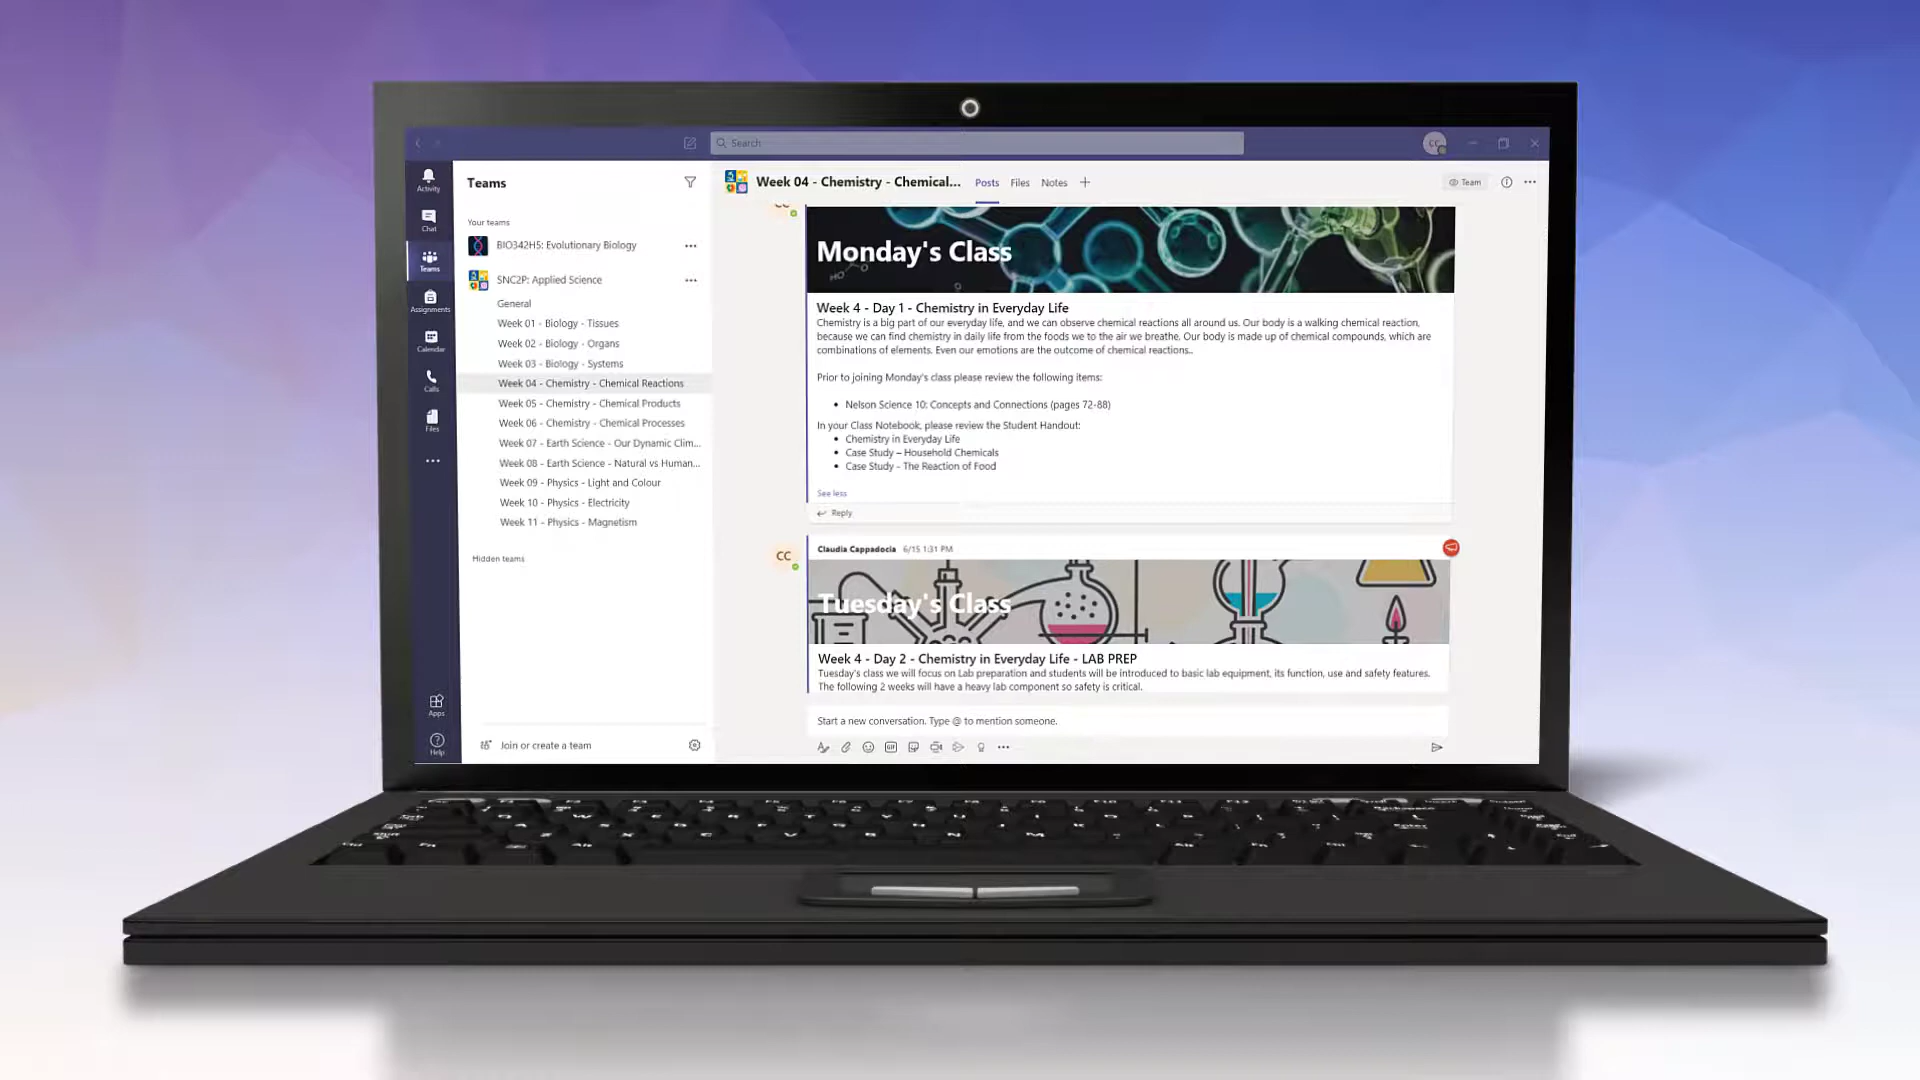 Search
CC
Activity
Chat
Teams
Assignments
Calendar
Calls
Files
Apps
Help
Teams
Your teams
BIO342H5: Evolutionary Biology
SNC2P: Applied Science
General
Week 01 - Biology - Tissues
Week 02 - Biology - Organs
Week 03 - Biology - Systems
Week 04 - Chemistry - Chemical Reactions
Week 05 - Chemistry - Chemical Products
Week 06 - Chemistry - Chemical Processes
Week 07 - Earth Science - Our Dynamic Clim...
Week 08 - Earth Science - Natural vs Human...
Week 09 - Physics - Light and Colour
Week 10 - Physics - Electricity
Week 11 - Physics - Magnetism
Hidden teams
Join or create a team
Week 04 - Chemistry - Chemical... Posts Files Notes
Team
Monday's Class
HO
Week 4 - Day 1 - Chemistry in Everyday Life
Chemistry is a big part of our everyday life, and we can observe chemical reactions all around us. Our body is a walking chemical reaction,
because we can find chemistry in daily life from the foods we to the air we breathe. Our body is made up of chemical compounds, which are
combinations of elements. Even our emotions are the outcome of chemical reactions..
Prior to joining Monday's class please review the following items:
• Nelson Science 10: Concepts and Connections (pages 72-88)
In your Class Notebook, please review the Student Handout:
• Chemistry in Everyday Life
• Case Study – Household Chemicals
• Case Study - The Reaction of Food
See less
Reply
CC
Claudia Cappadocia 6/15 1:31 PM
Tuesday's Class
Week 4 - Day 2 - Chemistry in Everyday Life - LAB PREP
Tuesday's class we will focus on Lab preparation and students will be introduced to basic lab equipment, its function, use and safety features.
The following 2 weeks will have a heavy lab component so safety is critical.
Start a new conversation. Type @ to mention someone.
GIF